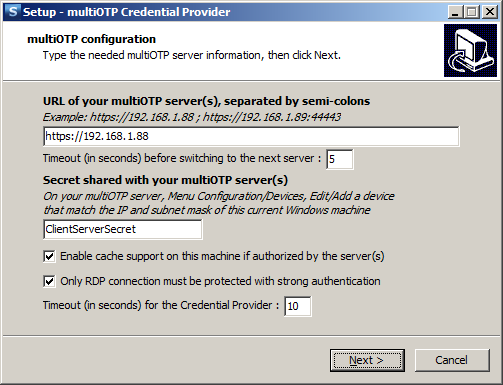 S Setup - multiOTP Credential Provider
multiOTP configuration
Type the needed multiOTP server information, then click Next.
URL of your multiOTP server(s), separated by semi-colons
Example: https://192.168.1.88 ; https://192.168.1.89:44443
https://192.168.1.88
Timeout (in seconds) before switching to the next server : 5
Secret shared with your multiOTP server(s)
On your multiOTP server, Menu Configuration/Devices, Edit/Add a device
that match the IP and subnet mask of this current Windows machine
ClientServerSecret
Enable cache support on this machine if authorized by the server(s)
Only RDP connection must be protected with strong authentication
Timeout (in seconds) for the Credential Provider : 10
Next >
Cancel